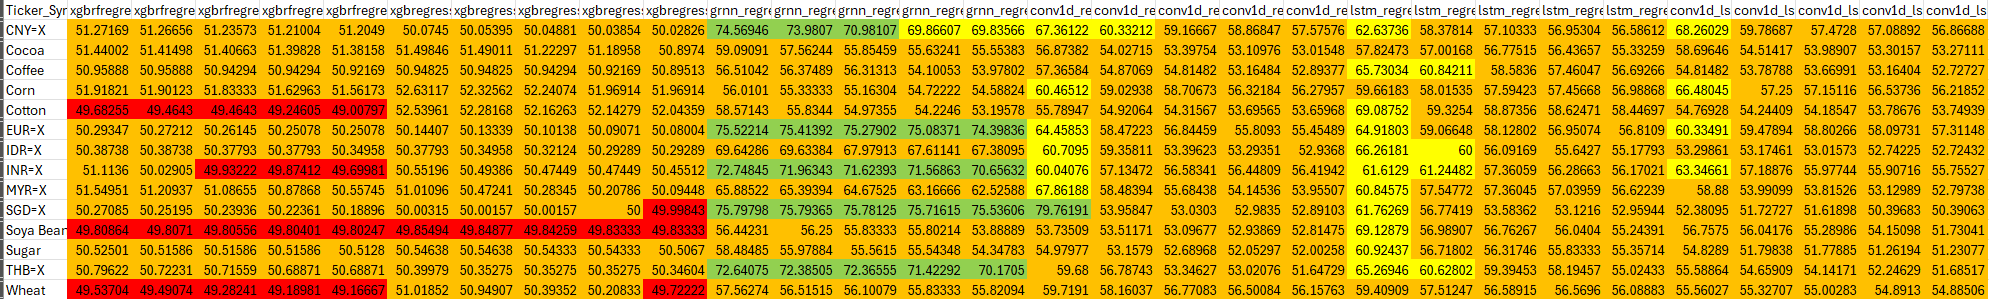 Ticker_Syr xgbrfregre xgbrfregre xgbrfregre xgbrfregre xgbrfregre xgbregres: xgbregres: xgbregres: xgbregres: xgbregres: grnn_regre grnn_regre grnn_regre grnn_regre grnn_regre conv1d_re conv1d_re conv1d_re conv1d_re conv1d_re lstm_regre lstm_regre lstm_regre lstm_regre lstm_regre conv1d_ls conv1d_ls conv1d_ls conv1d_ls conv1d_ls
CNY=X 51.27169 51.26656 51.23573 51.21004 51.2049 50.0745 50.05395 50.04881 50.03854 50.02826 74.56946 73.9807 70.98107 69.86607 69.83566 67.36122 60.33212 59.16667 58.86847 57.57576 62.63736 58.37814 57.10333 56.95304 56.58612 68.26029 59.78687 57.4728 57.08892 56.86688
Cocoa 51.44002 51.41498 51.40663 51.39828 51.38158 51.49846 51.49011 51.22297 51.18958 50.8974 59.09091 57.56244 55.85459 55.63241 55.55383 56.87382 54.02715 53.39754 53.10976 53.01548 57.82473 57.00168 56.77515 56.43657 55.33259 58.69646 54.51417 53.98907 53.30157 53.27111
Coffee 50.95888 50.95888 50.94294 50.94294 50.92169 50.94825 50.94825 50.94294 50.92169 50.89513 56.51042 56.37489 56.31313 54.10053 53.97802 57.36584 54.87069 54.81482 53.16484 52.89377 65.73034 60.84211 58.5836 57.46047 56.69266 54.81482 53.78788 53.66991 53.16404 52.72727
Corn 51.91821 51.90123 51.83333 51.62963 51.56173 52.63117 52.32562 52.24074 51.96914 51.96914 56.0101 55.33333 55.16304 54.72222 54.58824 60.46512 59.02938 58.70673 56.32184 56.27957 59.66183 58.01535 57.59423 57.45668 56.98868 66.48045 57.25 57.15116 56.53736 56.21852
Cotton 49.68255 49.4643 49.4643 49.24605 49.00797 52.53961 52.28168 52.16263 52.14279 52.04359 58.57143 55.8344 54.97355 54.2246 53.19578 55.78947 54.92064 54.31567 53.69565 53.65968 69.08752 59.3254 58.87356 58.62471 58.44697 54.76928 54.24409 54.18547 53.78676 53.74939
EUR=X 50.29347 50.27212 50.26145 50.25078 50.25078 50.14407 50.13339 50.10138 50.09071 50.08004 75.52214 75.41392 75.27902 75.08371 74.39836 64.45853 58.47223 56.84459 55.8093 55.45489 64.91803 59.06648 58.12802 56.95074 56.8109 60.33491 59.47894 58.80266 58.09731 57.31148
IDR=X 50.38738 50.38738 50.37793 50.37793 50.34958 50.37793 50.34958 50.32124 50.29289 50.29289 69.64286 69.63384 67.97913 67.61141 67.38095 60.7095 59.35811 53.39623 53.29351 52.9368 66.26181 60 56.09169 55.6427 55.17793 53.29861 53.17461 53.01573 52.74225 52.72432
INR=X 51.1136 50.02905 49.93222 49.87412 49.69981 50.55196 50.49386 50.47449 50.47449 50.45512 72.74845 71.96343 71.62393 71.56863 70.65632 60.04076 57.13472 56.58341 56.44809 56.41942 61.6129 61.24482 57.36059 56.28663 56.17021 63.34661 57.18876 55.97744 55.90716 55.75527
MYR=X 51.54951 51.20937 51.08655 50.87868 50.55745 51.01096 50.47241 50.28345 50.20786 50.09448 65.88522 65.39394 64.67525 63.16666 62.52588 67.86188 58.48394 55.68438 54.14536 53.95507 60.84575 57.54772 57.36045 57.03959 56.62239 58.88 53.99099 53.81526 53.12989 52.79738
SGD=X 50.27085 50.25195 50.23936 50.22361 50.18896 50.00315 50.00157 50.00157 50 49.99843 75.79798 75.79365 75.78125 75.71615 75.53606 79.76191 53.95847 53.0303 52.9835 52.89103 61.76269 56.77419 53.58362 53.1216 52.95944 52.38095 51.72727 51.61898 50.39683 50.39063
Soya Bean 49.80864 49.8071 49.80556 49.80401 49.80247 49.85494 49.84877 49.84259 49.83333 49.83333 56.44231 56.25 55.83333 55.80214 53.88889 53.73509 53.51171 53.09677 52.93869 52.81475 69.12879 56.98907 56.76267 56.0404 55.24391 56.7575 56.04176 55.28986 54.15098 51.73041
Sugar 50.52501 50.51586 50.51586 50.51586 50.5128 50.54638 50.54638 50.54333 50.54333 50.5067 58.48485 55.97884 55.5615 55.54348 54.34783 54.97977 53.1579 52.68968 52.05297 52.00258 60.92437 56.71802 56.31746 55.83333 55.35714 54.8289 51.79838 51.77885 51.26194 51.23077
THB=X 50.79622 50.72231 50.71559 50.68871 50.68871 50.39979 50.35275 50.35275 50.35275 50.34604 72.64075 72.38505 72.36555 71.42292 70.1705 59.68 56.78743 53.34627 53.02076 51.64729 65.26946 60.62802 59.39453 58.19457 55.02433 55.58864 54.65909 54.14171 52.24629 51.68517
Wheat 49.53704 49.49074 49.28241 49.18981 49.16667 51.01852 50.94907 50.39352 50.20833 49.72222 57.56274 56.51515 56.10079 55.83333 55.82094 59.7191 58.16037 56.77083 56.50084 56.15763 59.40909 57.51247 56.58915 56.5696 56.08883 55.56027 55.32707 55.00325 54.8913 54.88506